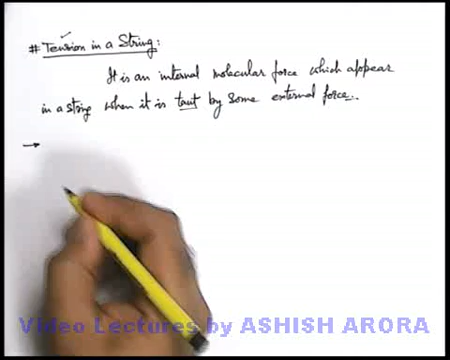 # Tension in a String:
It is an internal molecular force which appear
in a string when it is taut by some external force.
Video Lectures by ASHISH ARORA